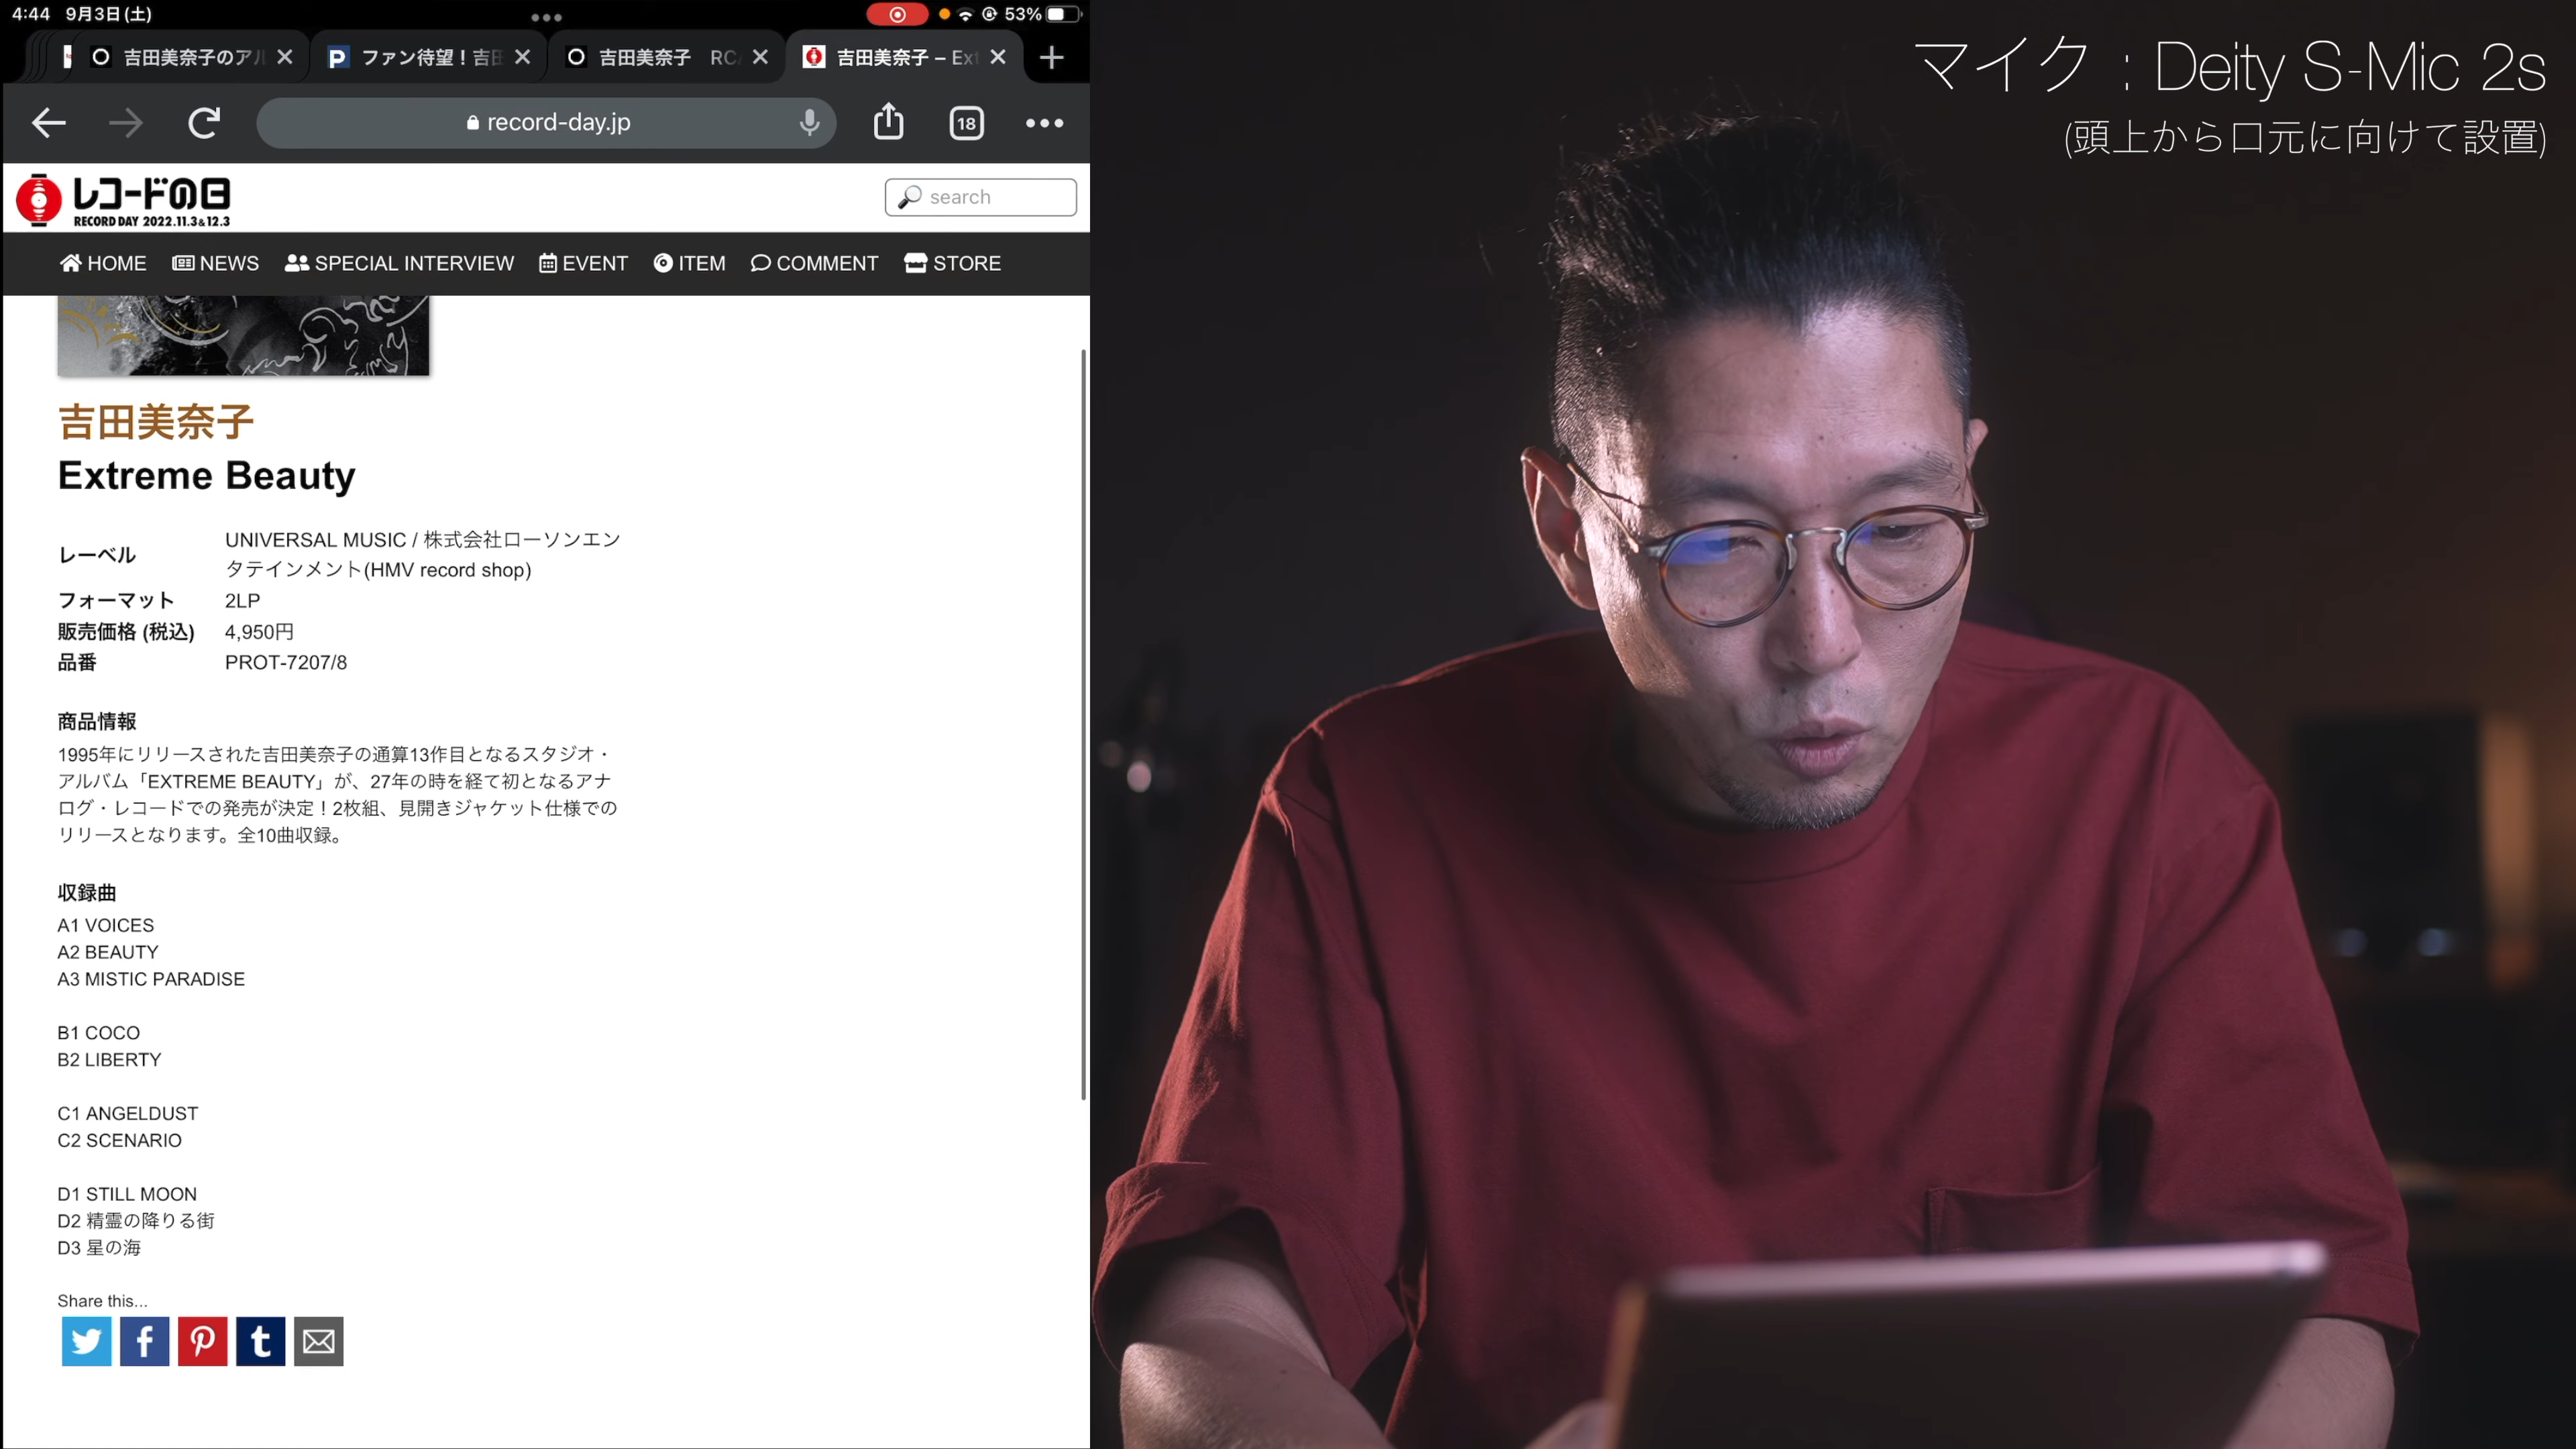 4:44 9月3日(土)
53%
吉田美奈子のアル
ファン待望！吉田
吉田美奈子 RC
吉田美奈子 – Ext
record-day.jp
18
レコードの日
RECORD DAY 2022.11.3&12.3
search
HOME NEWS SPECIAL INTERVIEW EVENT ITEM COMMENT STORE
吉田美奈子
Extreme Beauty
レーベル UNIVERSAL MUSIC / 株式会社ローソンエン
タテインメント(HMV record shop)
フォーマット 2LP
販売価格 (税込) 4,950円
品番 PROT-7207/8
商品情報
1995年にリリースされた吉田美奈子の通算13作目となるスタジオ・
アルバム「EXTREME BEAUTY」が、27年の時を経て初となるアナ
ログ・レコードでの発売が決定！2枚組、見開きジャケット仕様での
リリースとなります。全10曲収録。
収録曲
A1 VOICES
A2 BEAUTY
A3 MISTIC PARADISE
B1 COCO
B2 LIBERTY
C1 ANGELDUST
C2 SCENARIO
D1 STILL MOON
D2 精霊の降りる街
D3 星の海
Share this...
マイク：Deity S-Mic 2s
(頭上から口元に向けて設置)